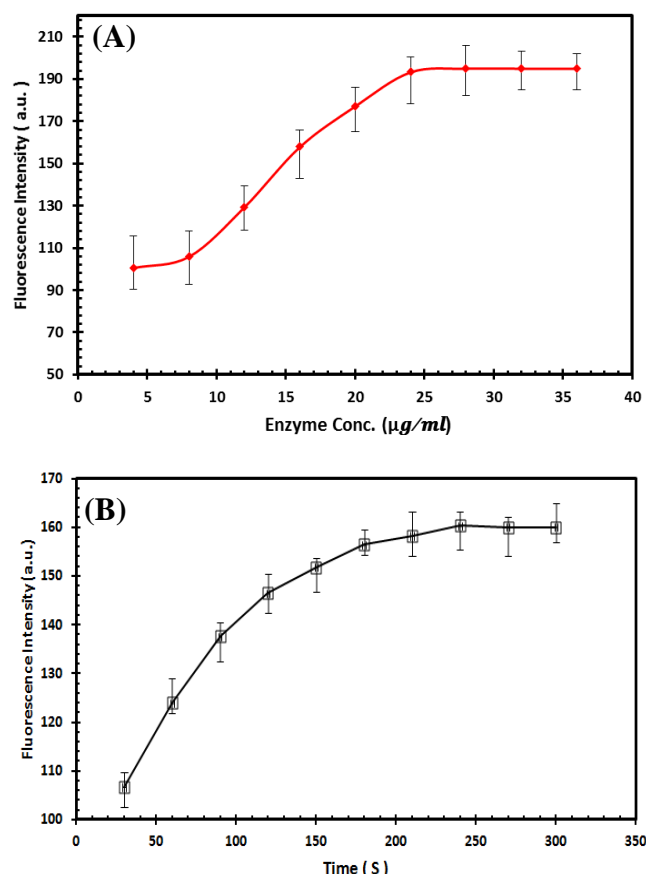 (A)
210
190
170
150
130
110
90
70
50
0 5 10 15 20 25 30 35 40
Fluorescence Intensity ( a.u.)
Enzyme Conc. (μg/ml)
(B)
170
160
150
140
130
120
110
100
0 50 100 150 200 250 300 350
Fluorescence Intensity (a.u.)
Time ( S )